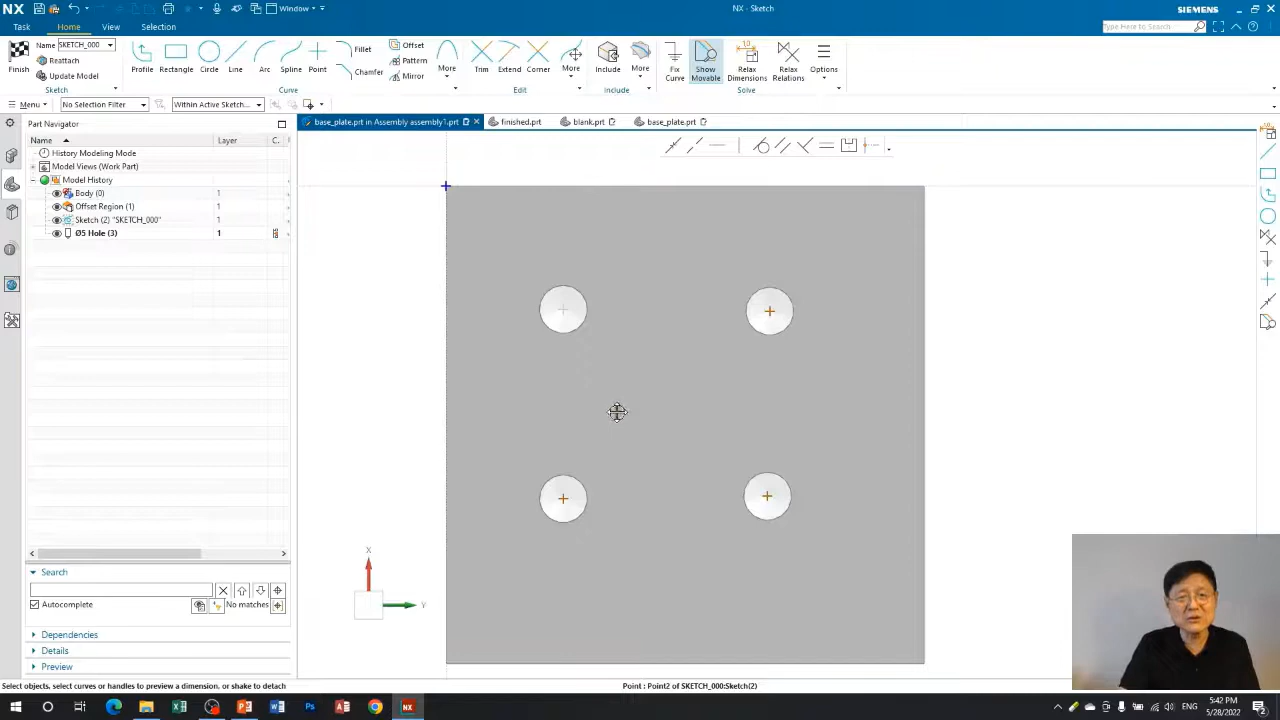 NX
Window
NX - Sketch
SIEMENS
Task
Home
View
Selection
Type Here to Search
Name
SKETCH_000
Finish
Reattach
Update Model
Profile
Rectangle
Circle
Line
Arc
Spline
Point
Fillet
Chamfer
Offset
Pattern
Mirror
More
Trim
Extend
Corner
More
Include
More
Fix
Curve
Show
Movable
Relax
Dimensions
Relax
Relations
Options
Sketch
Curve
Edit
Include
Solve
Menu
No Selection Filter
Within Active Sketch...
Part Navigator
base_plate.prt in Assembly assembly1.prt
finished.prt
blank.prt
base_plate.prt
Name
Layer
C.
History Modeling Mode
Model Views (Work Part)
Model History
Body (0)
1
Offset Region (1)
1
Sketch (2) "SKETCH_000"
1
Ø5 Hole (3)
1
X
Y
Search
Autocomplete
No matches
Dependencies
Details
Preview
Select objects, select curves or handles to preview a dimension, or shake to detach
Point : Point2 of SKETCH_000:Sketch(2)
ENG
5:42 PM
5/28/2022